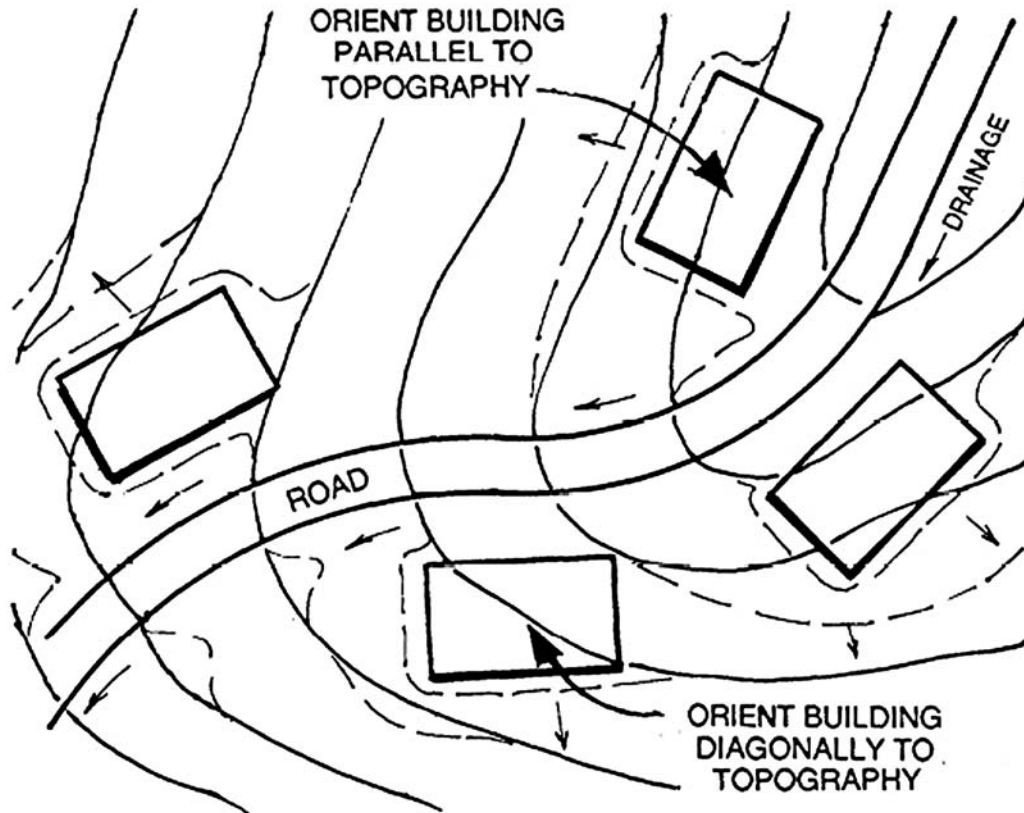 ORIENT BUILDING
PARALLEL TO
TOPOGRAPHY
DRAINAGE
ROAD
ORIENT BUILDING
DIAGONALLY TO
TOPOGRAPHY